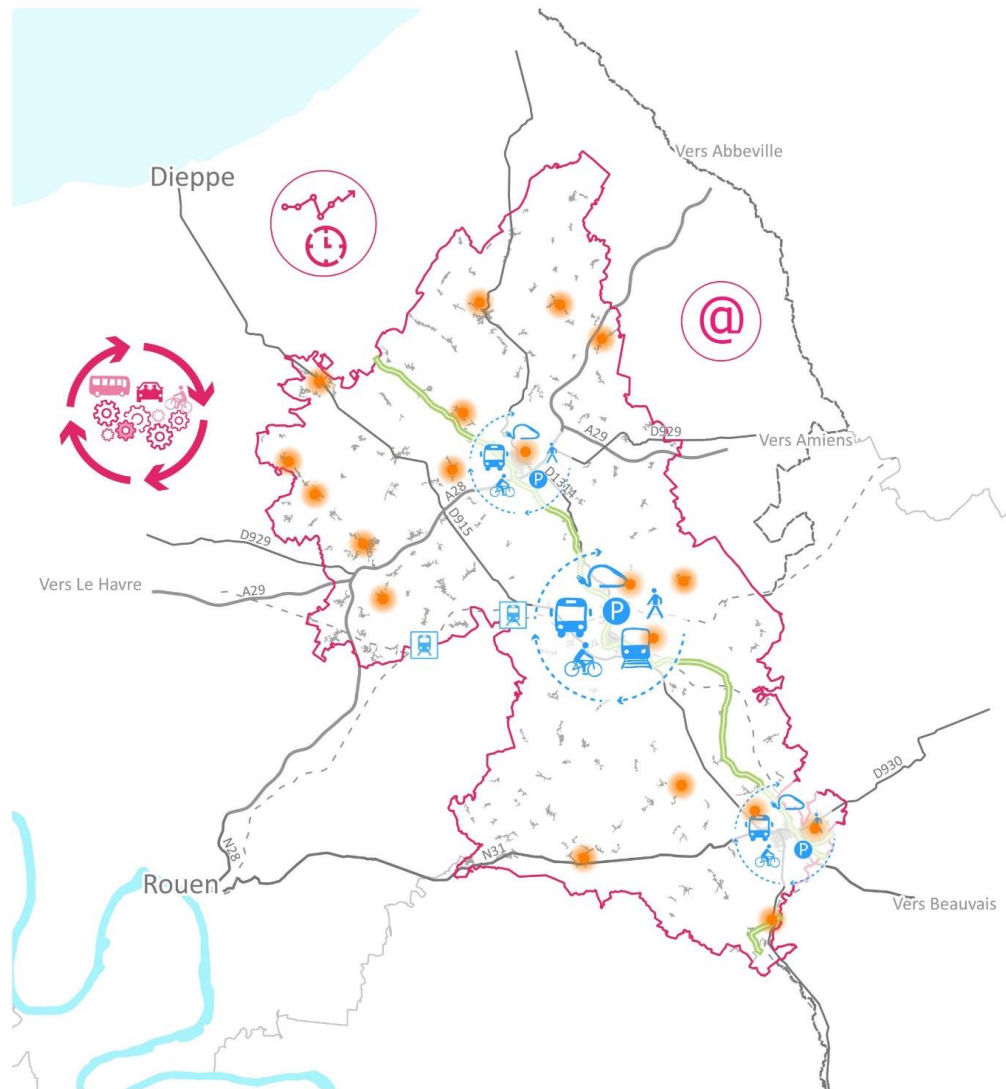 Vers Abbeville
Dieppe
@
D929
A29
Vers Amiens
P
D1314
A28
D915
D929
Vers Le Havre
A29
P
D930
P
N28
N31
Rouen
Vers Beauvais